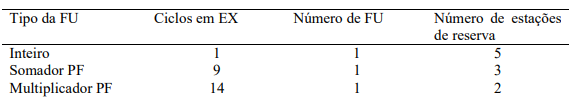 Tipo da FU Ciclos em EX Número de FU Número de estações de reserva
Inteiro 1 1 5
Somador PF 9 1 3
Multiplicador PF 14 1 2